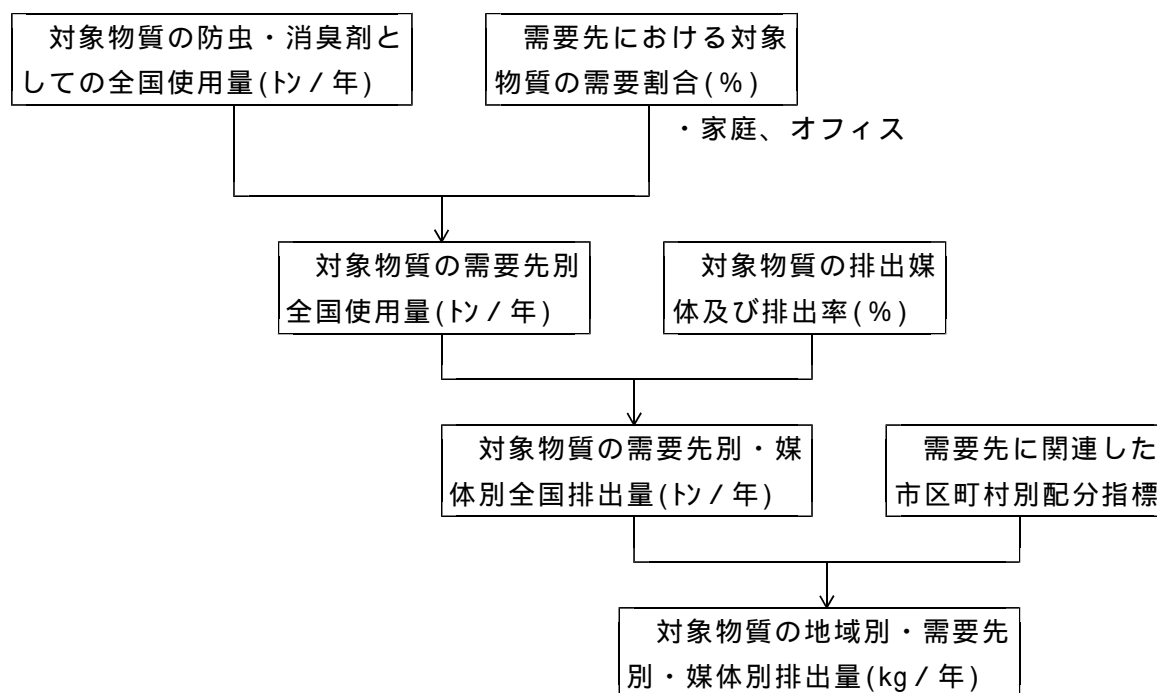 対象物質の防虫・消臭剤と
しての全国使用量(トン/年)
需要先における対象
物質の需要割合(%)
・家庭、オフィス
対象物質の需要先別
全国使用量(トン/年)
対象物質の排出媒
体及び排出率(%)
対象物質の需要先別・媒
体別全国排出量(トン/年)
需要先に関連した
市区町村別配分指標
対象物質の地域別・需要先
別・媒体別排出量(kg/年)